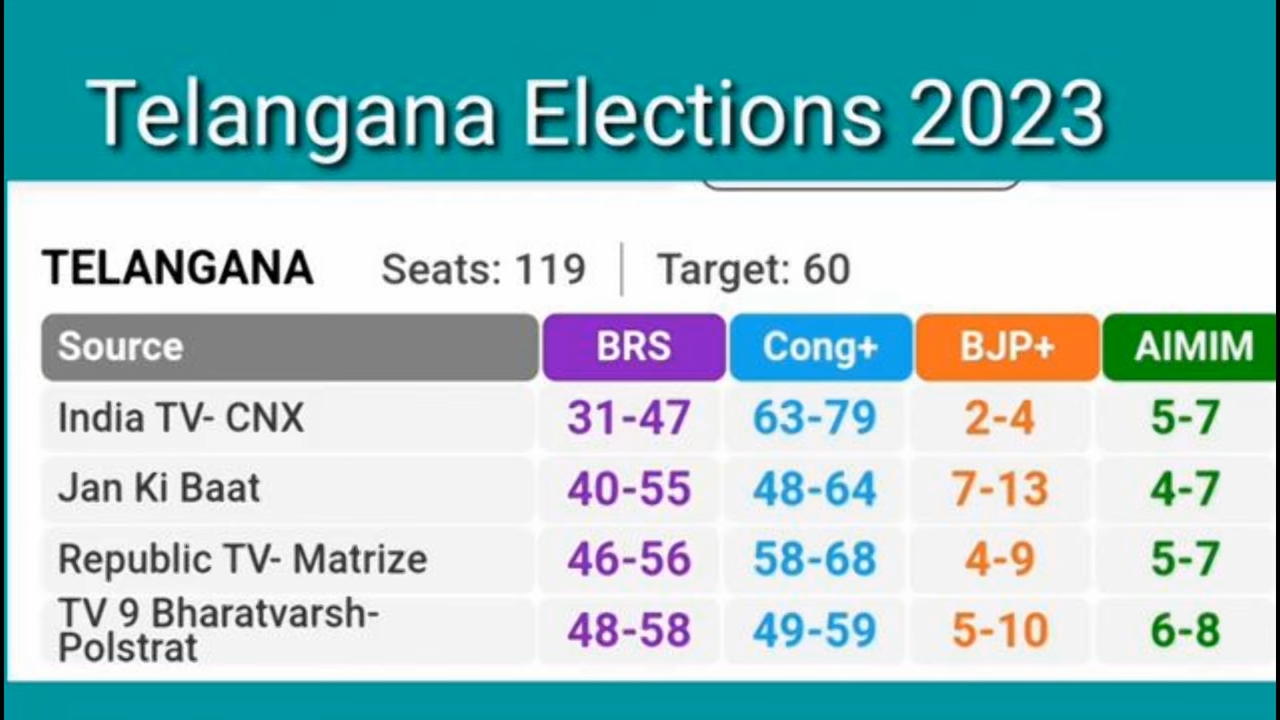 Telangana Elections 2023
TELANGANA Seats: 119 | Target: 60
Source BRS Cong+ BJP+ AIMIM
India TV- CNX 31-47 63-79 2-4 5-7
Jan Ki Baat 40-55 48-64 7-13 4-7
Republic TV- Matrize 46-56 58-68 4-9 5-7
TV 9 Bharatvarsh-
Polstrat 48-58 49-59 5-10 6-8